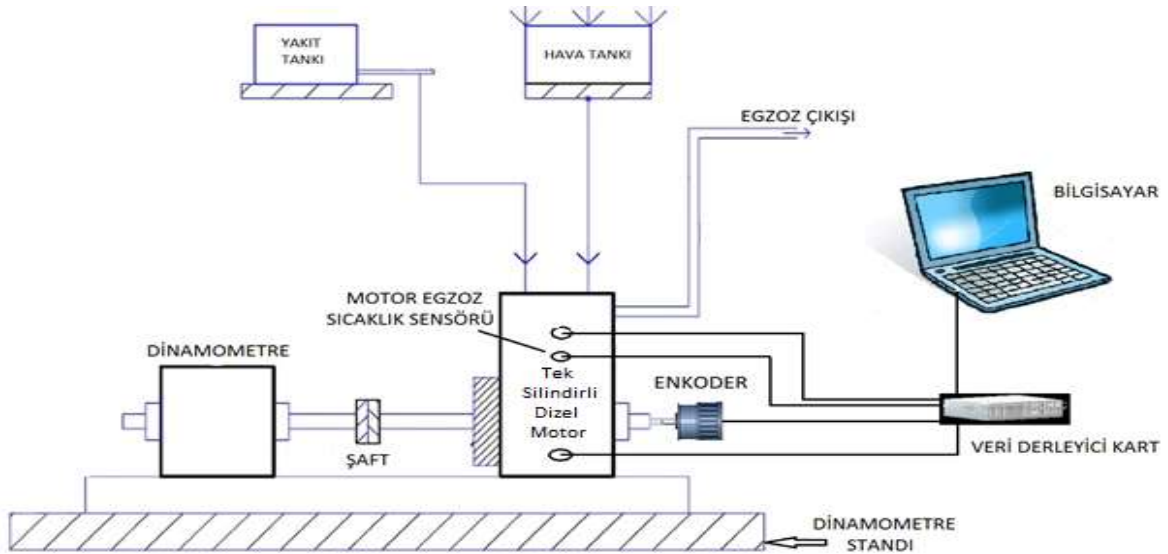 YAKIT
TANKI
HAVA TANKI
EGZOZ ÇIKIŞI
BİLGİSAYAR
MOTOR EGZOZ
SICAKLIK SENSÖRÜ
DİNAMOMETRE
Tek
Silindirli
Dizel
Motor
ENKODER
ŞAFT
VERİ DERLEYİCİ KART
DİNAMOMETRE
STANDI